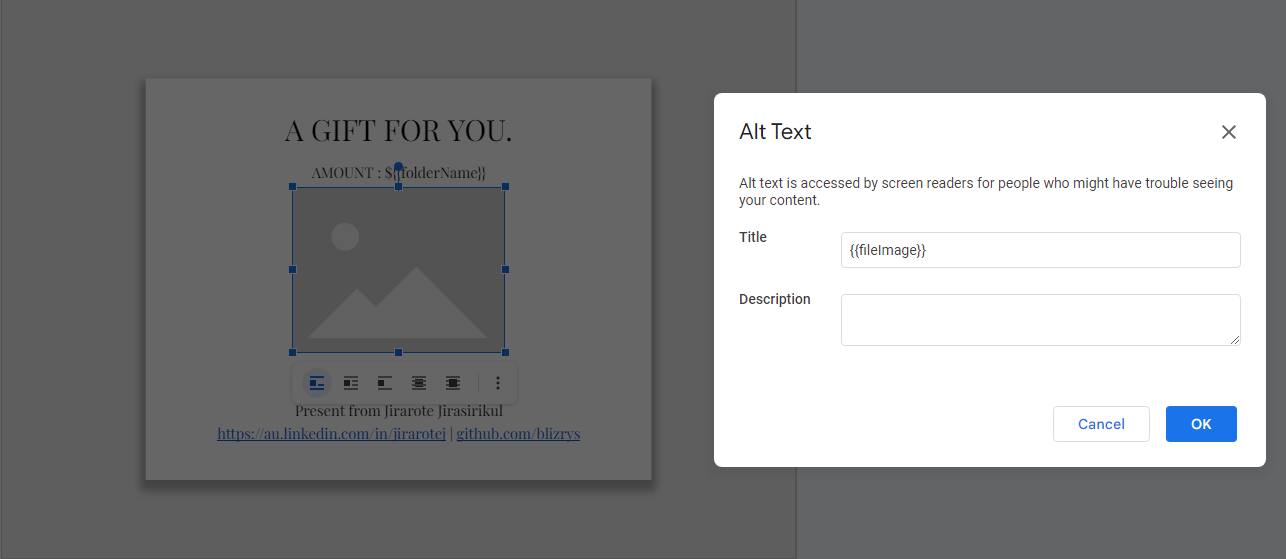 A GIFT FOR YOU.
AMOUNT : ${{folderName}}
Present from Jirarote Jirasirikul
https://au.linkedin.com/in/jirarotej | github.com/blizrys
Alt Text
Alt text is accessed by screen readers for people who might have trouble seeing
your content.
Title
{{fileImage}}
Description
Cancel
OK